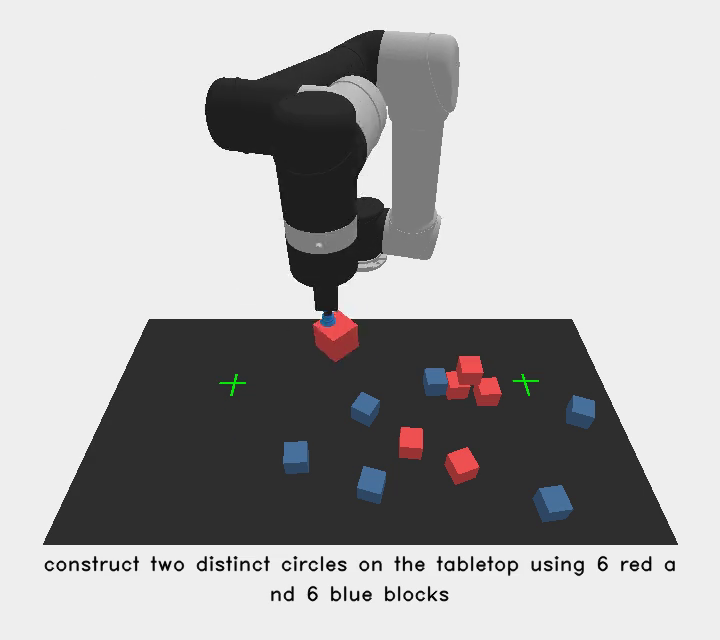 construct two distinct circles on the tabletop using 6 red a
nd 6 blue blocks